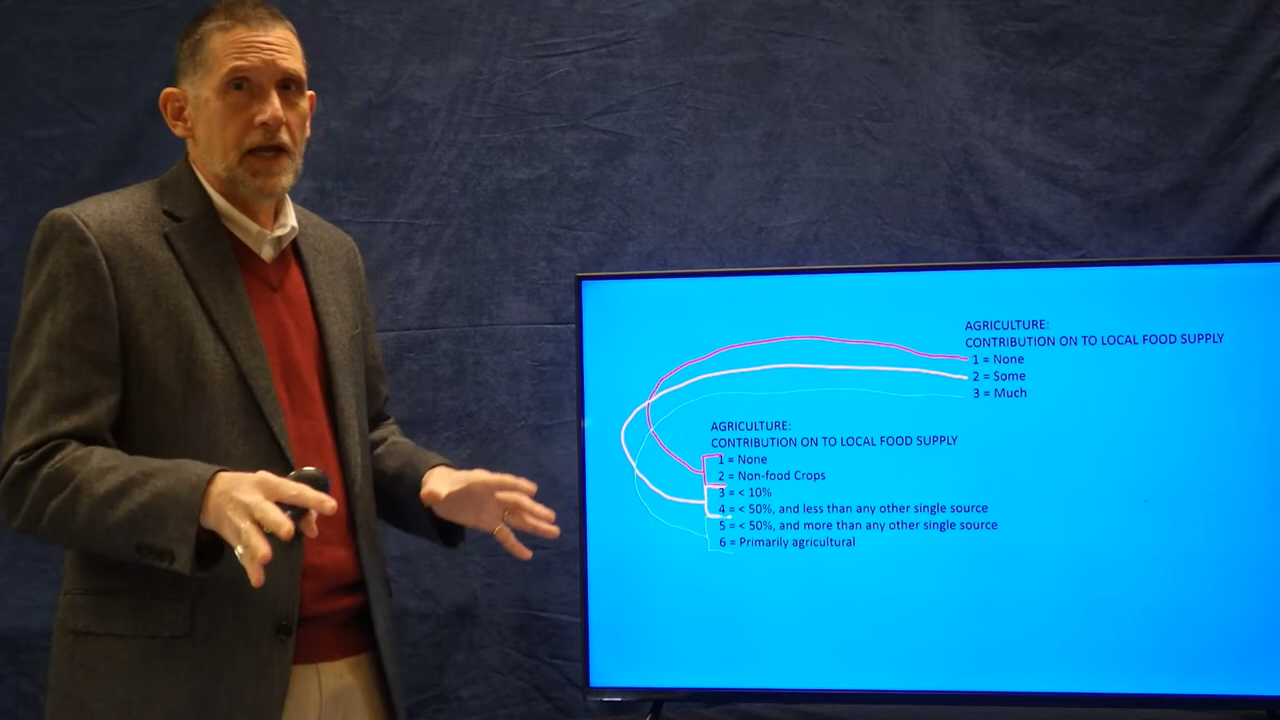 AGRICULTURE:
CONTRIBUTION ON TO LOCAL FOOD SUPPLY
1 = None
2 = Some
3 = Much
AGRICULTURE:
CONTRIBUTION ON TO LOCAL FOOD SUPPLY
1 = None
2 = Non-food Crops
3 = < 10%
4 = < 50%, and less than any other single source
5 = < 50%, and more than any other single source
6 = Primarily agricultural